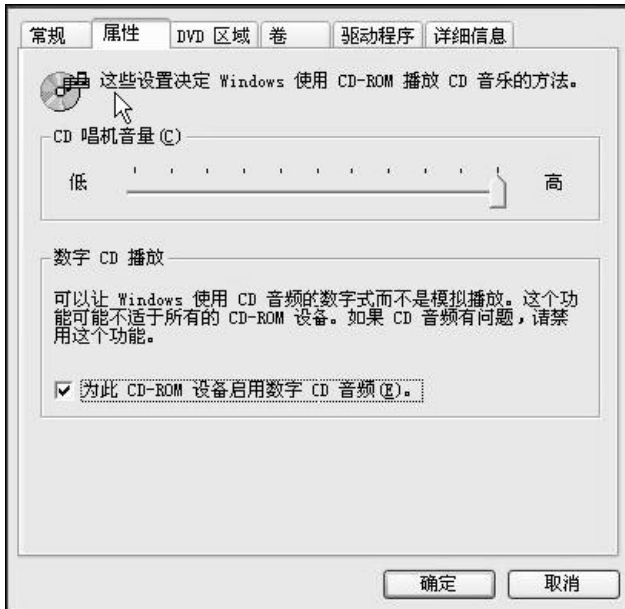 常规 属性 DVD 区域 卷 驱动程序 详细信息
这些设置决定 Windows 使用 CD-ROM 播放 CD 音乐的方法。
CD 唱机音量(C)
低 高
数字 CD 播放
可以让 Windows 使用 CD 音频的数字式而不是模拟播放。这个功
能可能不适于所有的 CD-ROM 设备。如果 CD 音频有问题，请禁
用这个功能。
为此 CD-ROM 设备启用数字 CD 音频(E)。
确定 取消